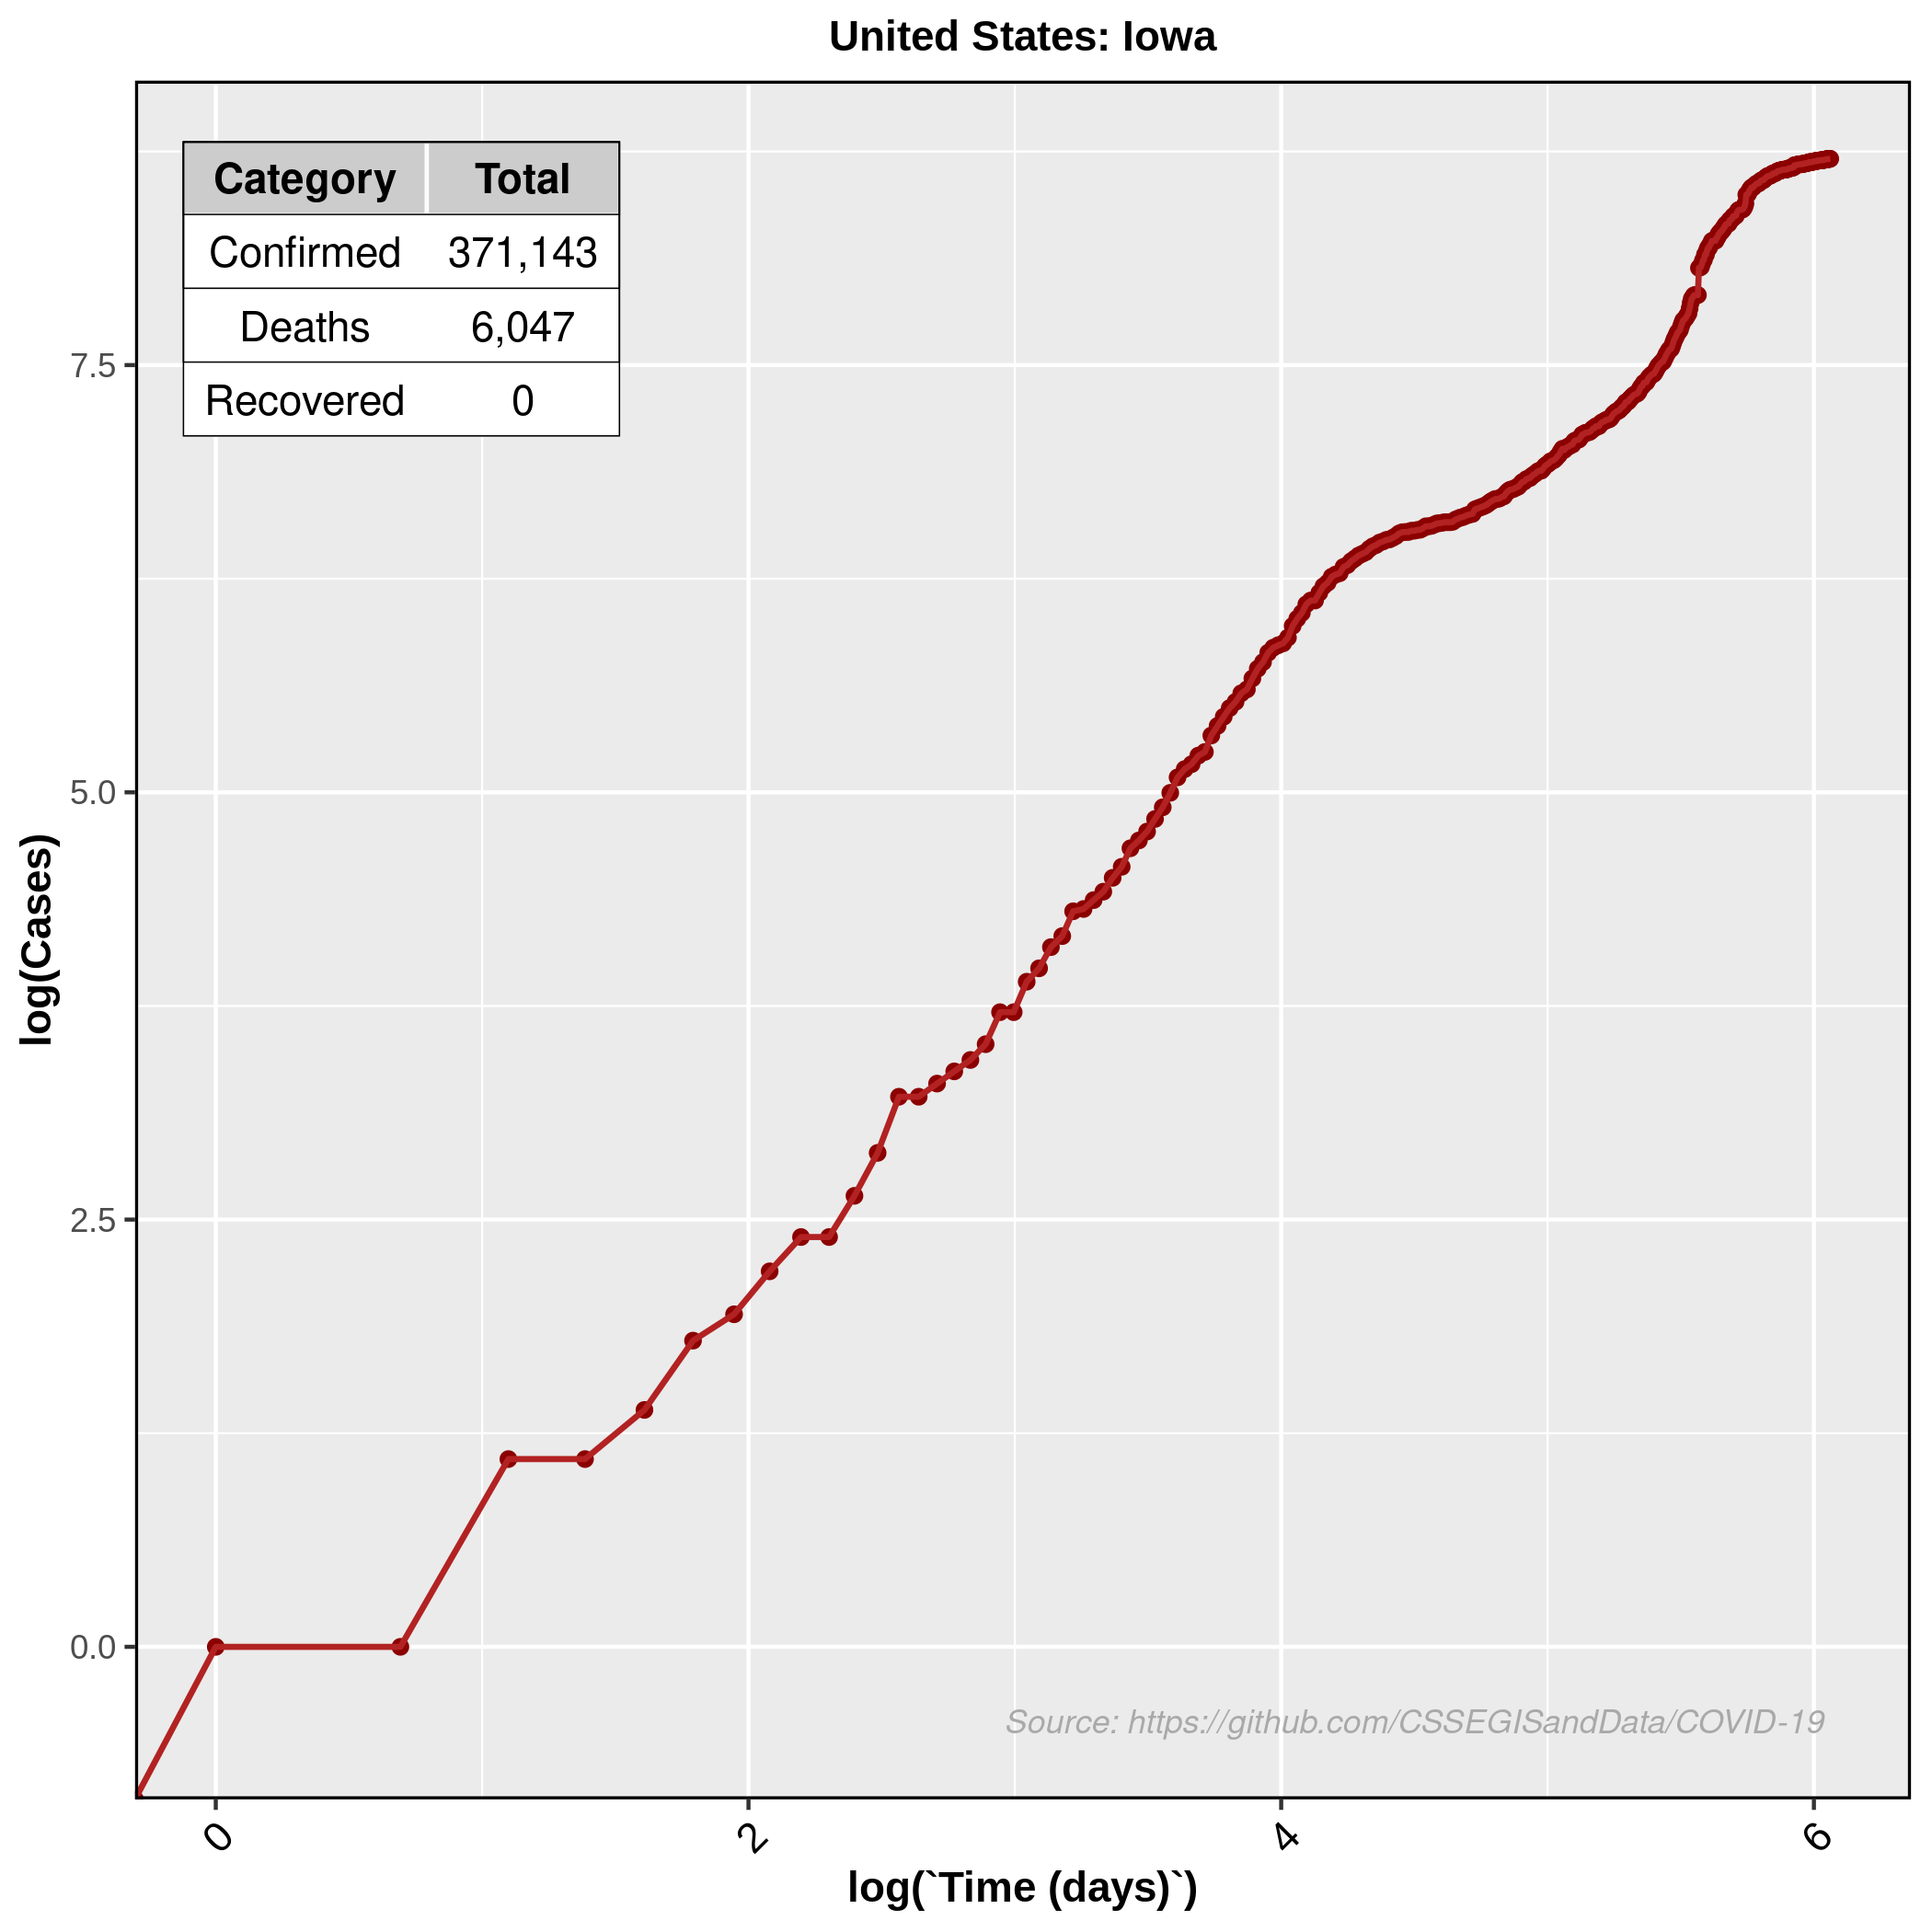 United States: Iowa
Category Total
Confirmed 371,143
Deaths 6,047
Recovered 0
7.5
5.0
2.5
0.0
log(Cases)
Source: https://github.com/CSSEGISandData/COVID-19
0 2 4 6
log(`Time (days)`)